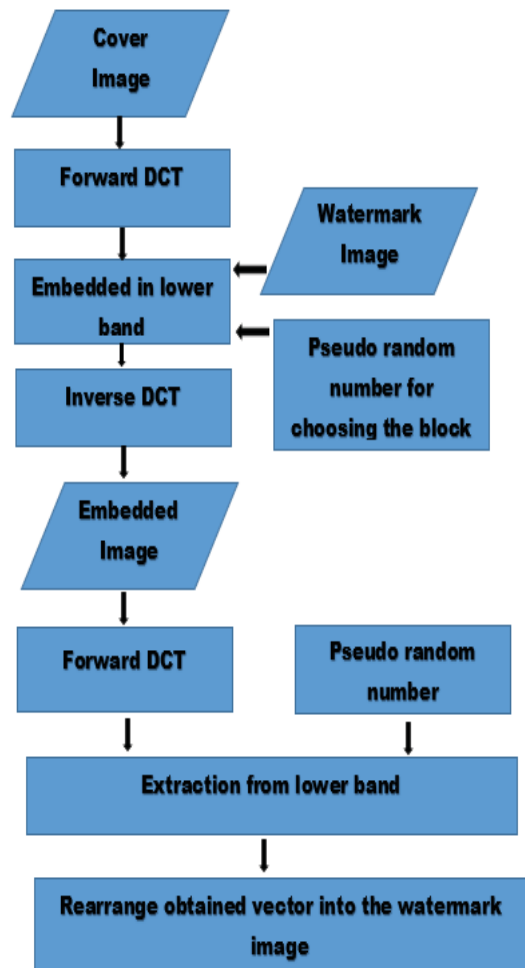 Cover
Image
Forward DCT
Watermark
Image
Embedded in lower
band
Pseudo random
number for
choosing the block
Inverse DCT
Embedded
Image
Forward DCT
Pseudo random
number
Extraction from lower band
Rearrange obtained vector into the watermark
image